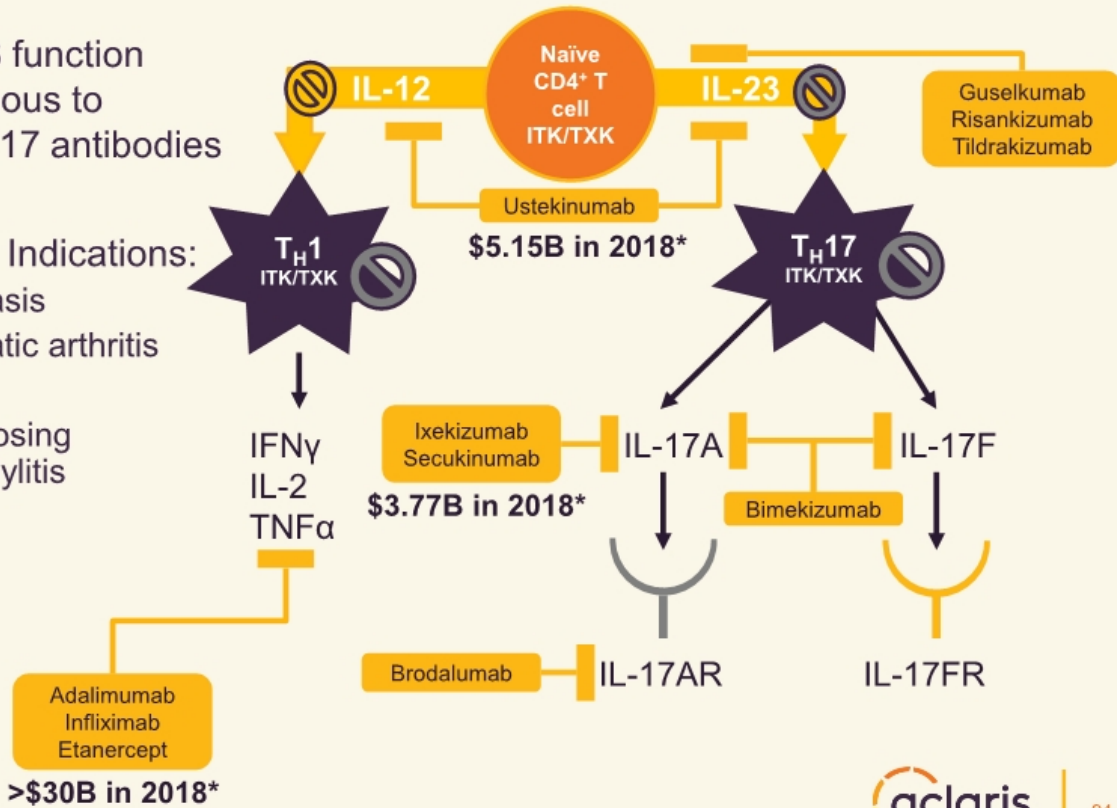 function
ous to
17 antibodies
Indications:
asis
atic arthritis
osing
ylitis
IL-12
Naïve
CD4⁺ T
cell
ITK/TXK
IL-23
Guselkumab
Risankizumab
Tildrakizumab
Ustekinumab
$5.15B in 2018*
TH1
ITK/TXK
TH17
ITK/TXK
IFNγ
IL-2
TNFα
Ixekizumab
Secukinumab
$3.77B in 2018*
IL-17A
IL-17F
Bimekizumab
Brodalumab
IL-17AR
IL-17FR
Adalimumab
Infliximab
Etanercept
>$30B in 2018*
aclaris